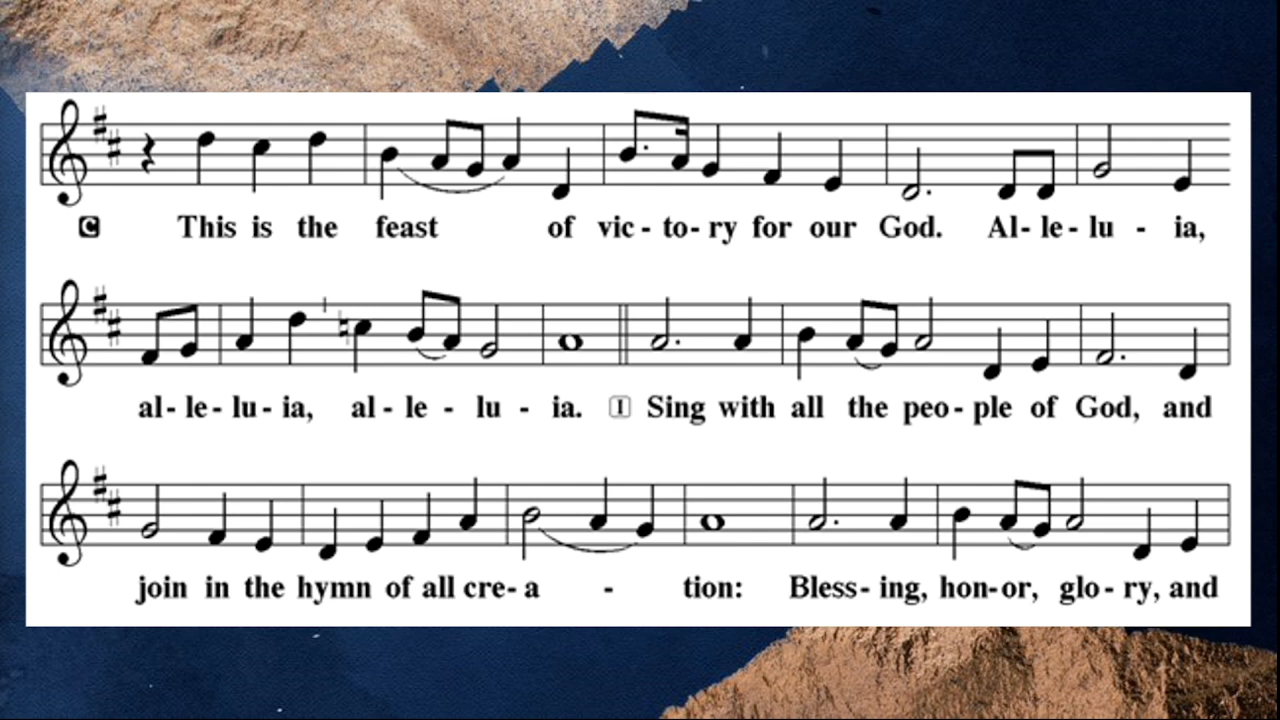 C This is the feast of vic - to - ry for our God. Al - le - lu - ia,
al - le - lu - ia, al - le - lu - ia. I Sing with all the peo - ple of God, and
join in the hymn of all cre - a - tion: Bless - ing, hon - or, glo - ry, and